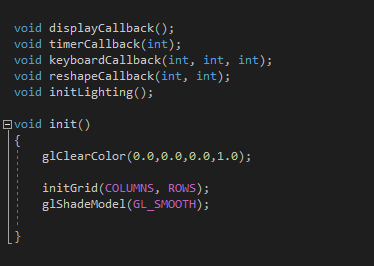 void displayCallback();
void timerCallback(int);
void keyboardCallback(int, int, int);
void reshapeCallback(int, int);
void initLighting();
void init()
{
glClearColor(0.0,0.0,0.0,1.0);
initGrid(COLUMNS, ROWS);
glShadeModel(GL_SMOOTH);
}